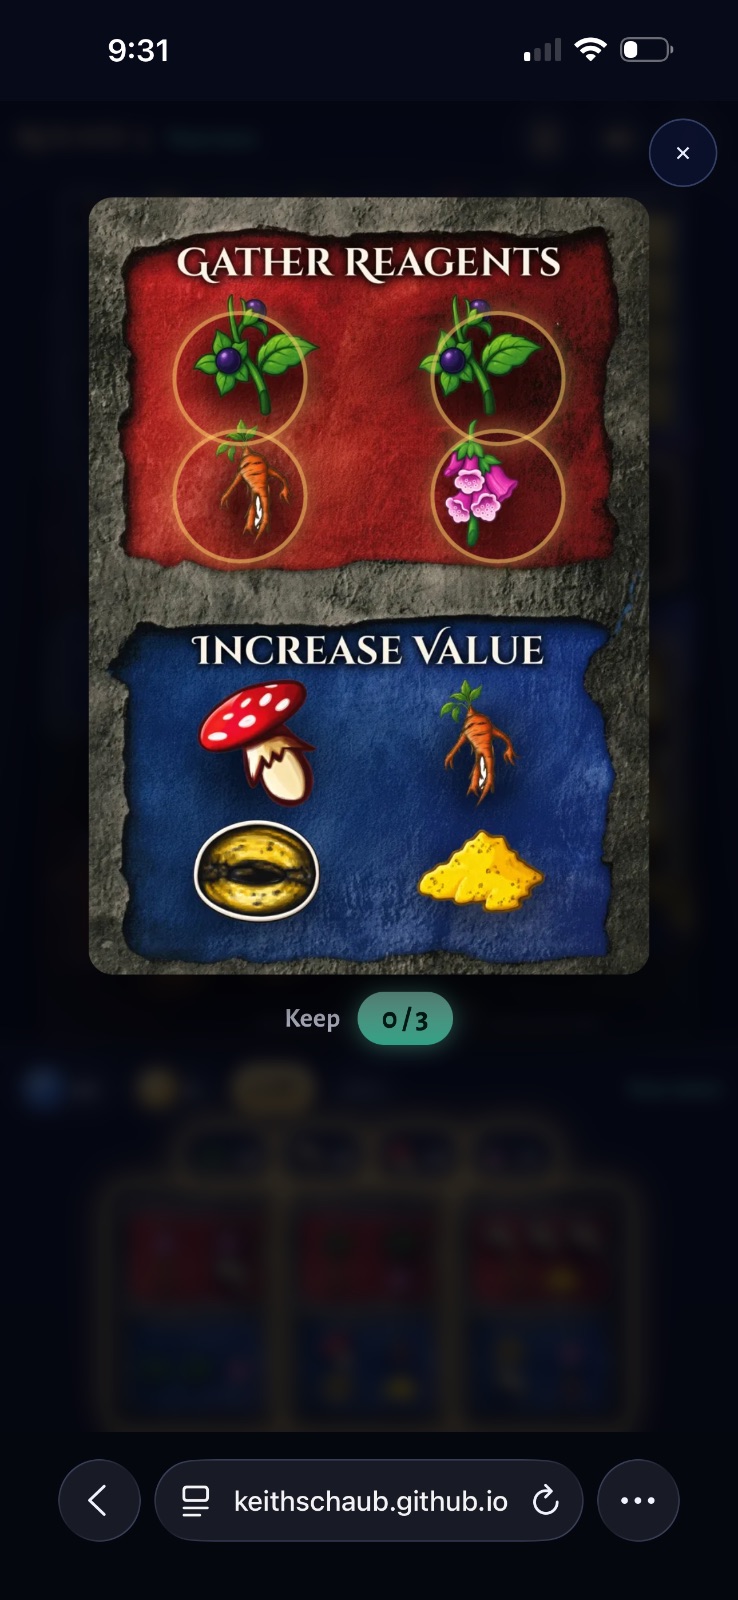 9:31
×
GATHER REAGENTS
INCREASE VALUE
Keep 0/3
keithschaub.github.io